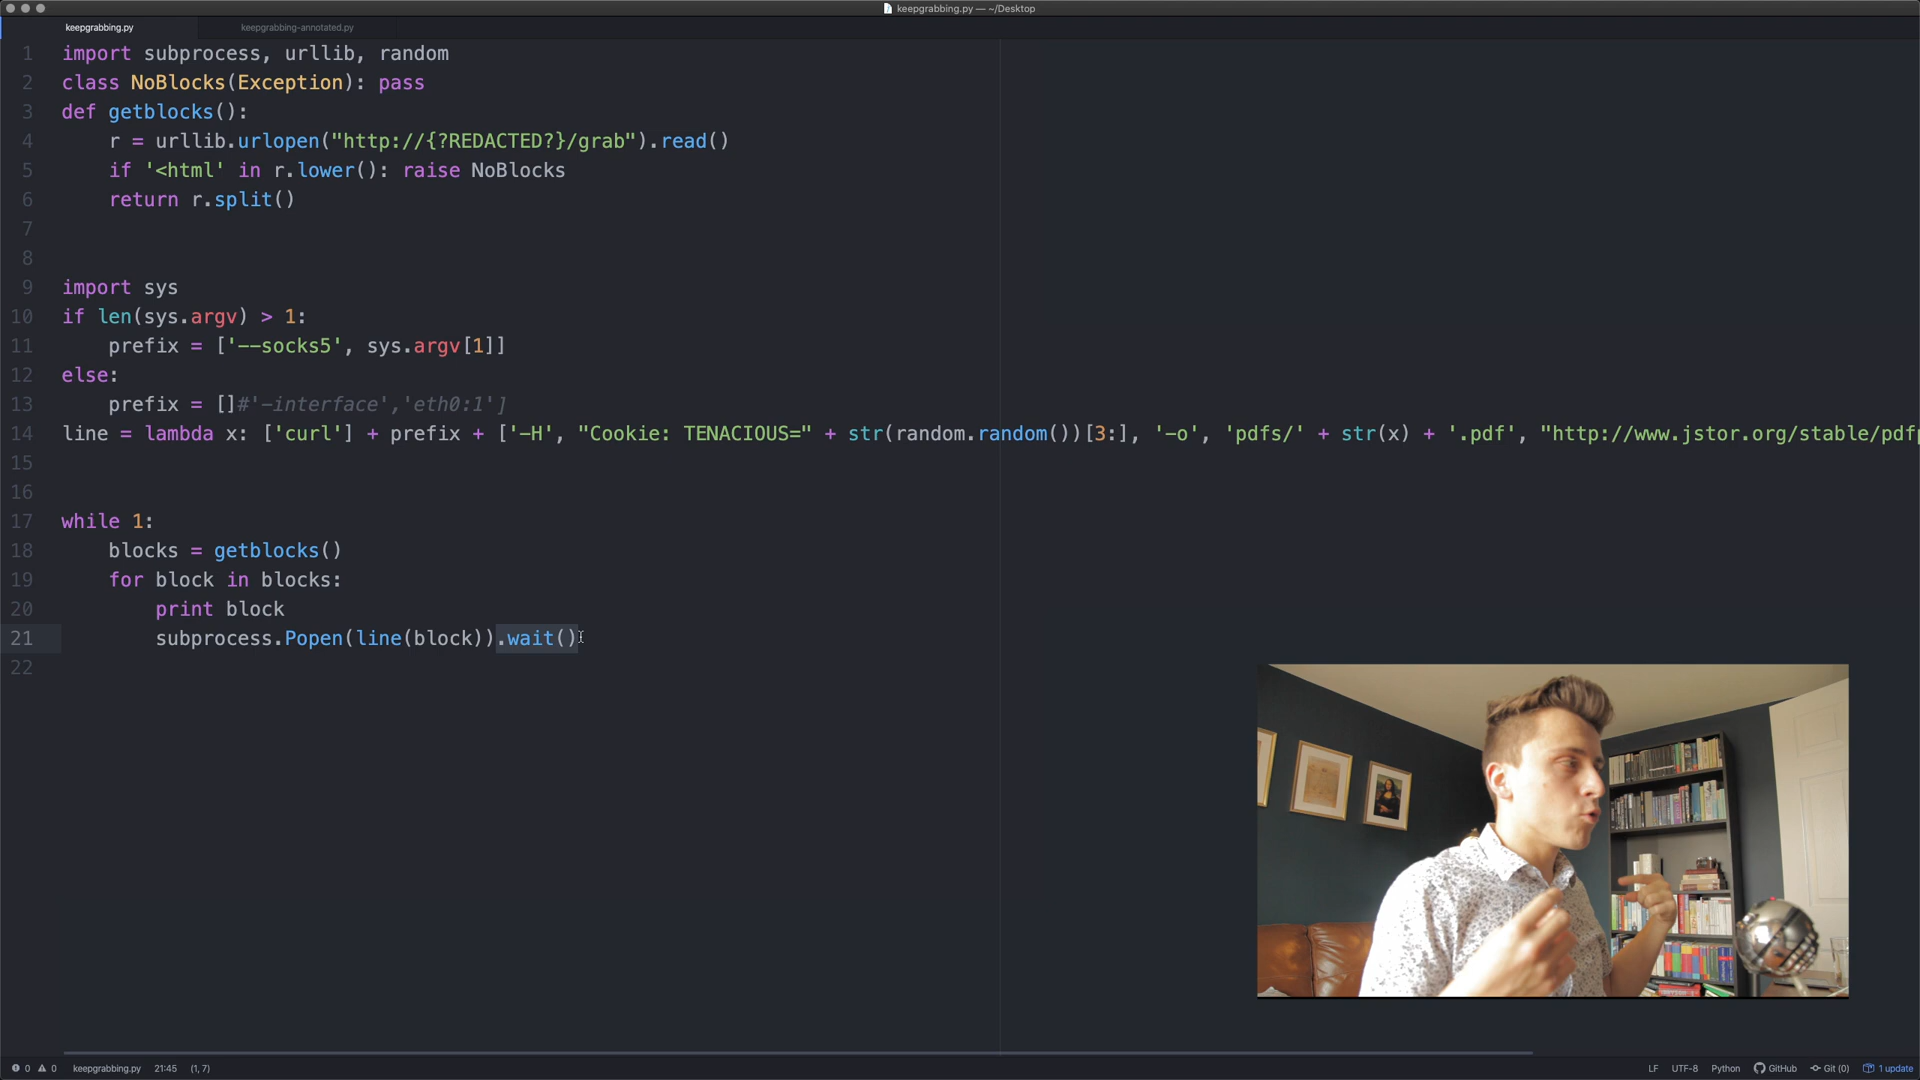 keepgrabbing.py — ~/Desktop
keepgrabbing.py
keepgrabbing-annotated.py
1 import subprocess, urllib, random
2 class NoBlocks(Exception): pass
3 def getblocks():
4 r = urllib.urlopen("http://{?REDACTED?}/grab").read()
5 if '<html' in r.lower(): raise NoBlocks
6 return r.split()
7
8
9 import sys
10 if len(sys.argv) > 1:
11 prefix = ['--socks5', sys.argv[1]]
12 else:
13 prefix = []#'-interface','eth0:1']
14 line = lambda x: ['curl'] + prefix + ['-H', "Cookie: TENACIOUS=" + str(random.random())[3:], '-o', 'pdfs/' + str(x) + '.pdf', "http://www.jstor.org/stable/pdfp
15
16
17 while 1:
18 blocks = getblocks()
19 for block in blocks:
20 print block
21 subprocess.Popen(line(block)).wait()
22
0 0 keepgrabbing.py 21:45 (1, 7) LF UTF-8 Python GitHub Git (0) 1 update